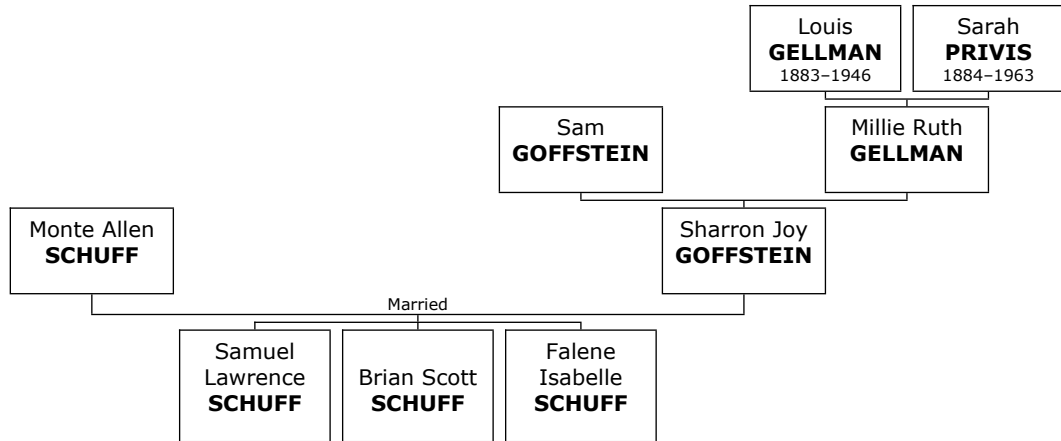 Louis
GELLMAN
1883–1946
Sarah
PRIVIS
1884–1963
Sam
GOFFSTEIN
Millie Ruth
GELLMAN
Monte Allen
SCHUFF
Sharron Joy
GOFFSTEIN
Married
Samuel
Lawrence
SCHUFF
Brian Scott
SCHUFF
Falene
Isabelle
SCHUFF